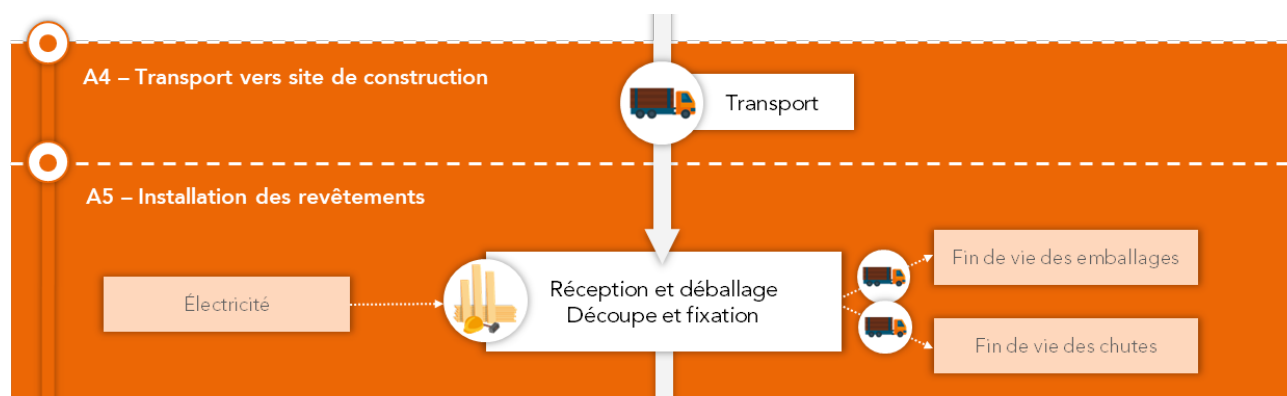 A4 – Transport vers site de construction
Transport
A5 – Installation des revêtements
Électricité
Réception et déballage
Découpe et fixation
Fin de vie des emballages
Fin de vie des chutes